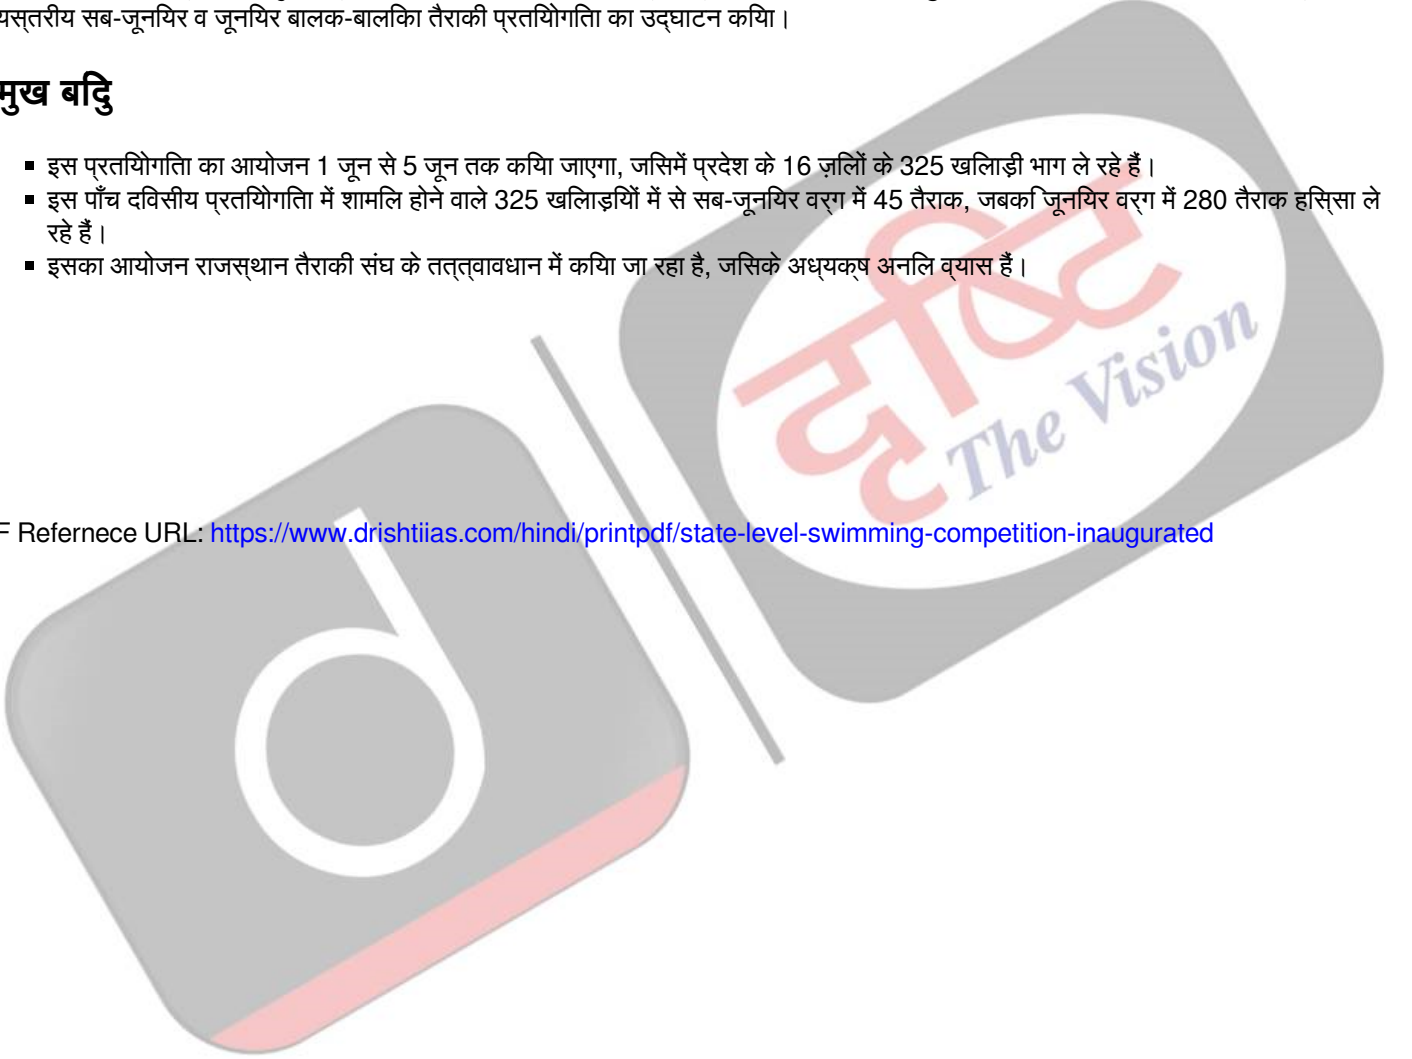 यस्तरीय सब-जूनियर व जूनियर बालक-बालिका तैराकी प्रतियोगिता का उद्घाटन किया।
मुख बिंदु
▪ इस प्रतियोगिता का आयोजन 1 जून से 5 जून तक किया जाएगा, जिसमें प्रदेश के 16 ज़िलों के 325 खिलाड़ी भाग ले रहे हैं।
▪ इस पाँच दिवसीय प्रतियोगिता में शामिल होने वाले 325 खिलाड़ियों में से सब-जूनियर वर्ग में 45 तैराक, जबकि जूनियर वर्ग में 280 तैराक हिस्सा ले
रहे हैं।
▪ इसका आयोजन राजस्थान तैराकी संघ के तत्त्वावधान में किया जा रहा है, जिसके अध्यक्ष अनिल व्यास हैं।
दृष्टि
The Vision
F Refernece URL: https://www.drishtiias.com/hindi/printpdf/state-level-swimming-competition-inaugurated
d